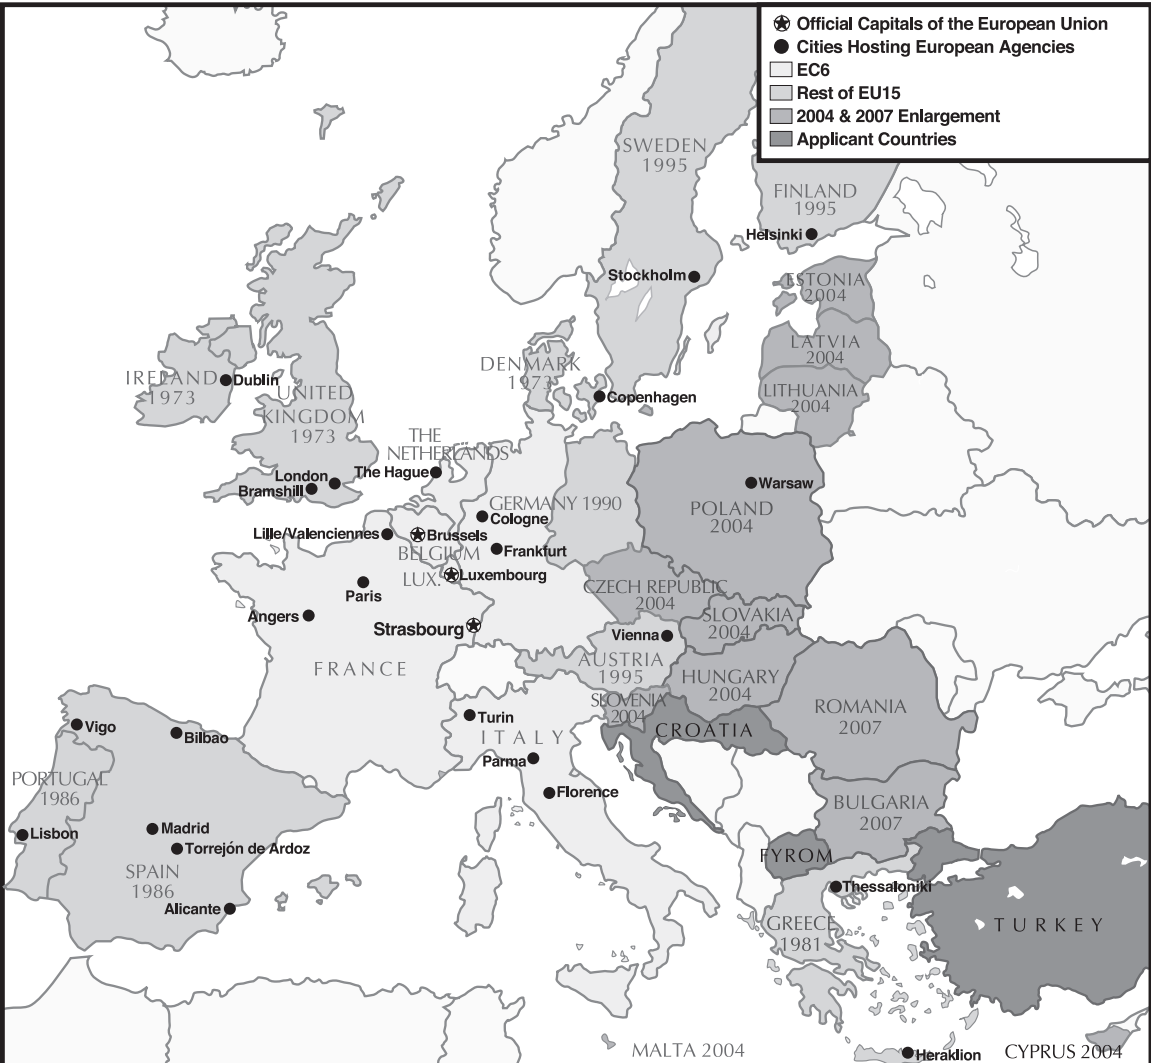 Official Capitals of the European Union
Cities Hosting European Agencies
EC6
Rest of EU15
2004 & 2007 Enlargement
Applicant Countries
SWEDEN
1995
FINLAND
1995
Helsinki
Stockholm
ESTONIA
2004
LATVIA
2004
LITHUANIA
2004
DENMARK
1973
Copenhagen
IRELAND
1973
Dublin
UNITED
KINGDOM
1973
London
Bramshill
THE
NETHERLANDS
The Hague
GERMANY 1990
Cologne
Frankfurt
Warsaw
POLAND
2004
Lille/Valenciennes
Brussels
BELGIUM
LUX.
Luxembourg
Paris
Angers
Strasbourg
FRANCE
CZECH REPUBLIC
2004
SLOVAKIA
2004
Vienna
AUSTRIA
1995
HUNGARY
2004
SLOVENIA
2004
CROATIA
ROMANIA
2007
BULGARIA
2007
Turin
ITALY
Parma
Florence
Vigo
Bilbao
PORTUGAL
1986
Lisbon
Madrid
Torrejón de Ardoz
SPAIN
1986
Alicante
FYROM
Thessaloniki
GREECE
1981
TURKEY
MALTA 2004
Heraklion
CYPRUS 2004